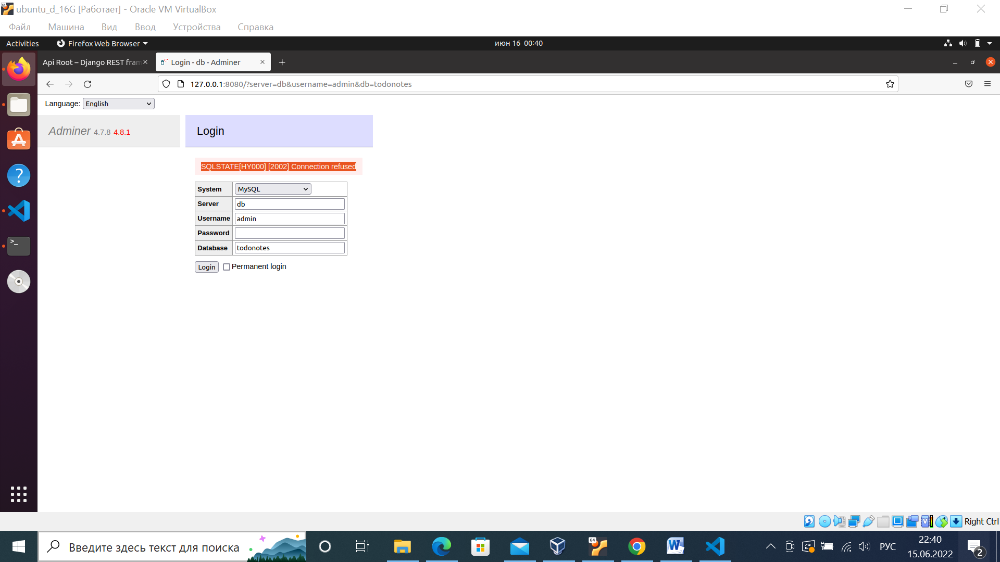 ubuntu_d_16G [Работает] - Oracle VM VirtualBox
Файл Машина Вид Ввод Устройства Справка
Activities Firefox Web Browser июн 16 00:40
Api Root – Django REST fram Login - db - Adminer
127.0.0.1:8080/?server=db&username=admin&db=todonotes
Language: English
Adminer 4.7.8 4.8.1
Login
SQLSTATE[HY000] [2002] Connection refused
System MySQL
Server db
Username admin
Password
Database todonotes
Login Permanent login
Right Ctrl
Введите здесь текст для поиска
64
РУС
22:40
15.06.2022
2